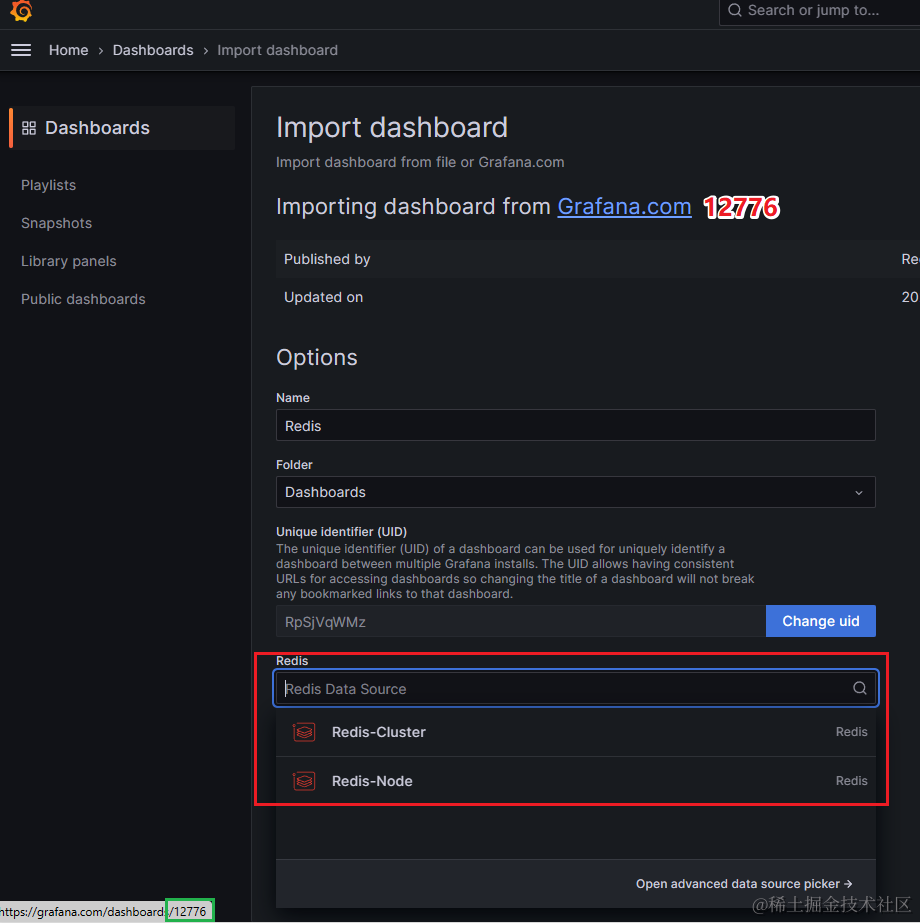 Search or jump to...
Home › Dashboards › Import dashboard
Dashboards
Playlists
Snapshots
Library panels
Public dashboards
Import dashboard
Import dashboard from file or Grafana.com
Importing dashboard from Grafana.com 12776
Published by Re
Updated on 20
Options
Name
Redis
Folder
Dashboards
Unique identifier (UID)
The unique identifier (UID) of a dashboard can be used for uniquely identify a
dashboard between multiple Grafana installs. The UID allows having consistent
URLs for accessing dashboards so changing the title of a dashboard will not break
any bookmarked links to that dashboard.
RpSjVqWMz Change uid
Redis
Redis Data Source
Redis-Cluster Redis
Redis-Node Redis
Open advanced data source picker →
https://grafana.com/dashboards/12776
@稀土掘金技术社区